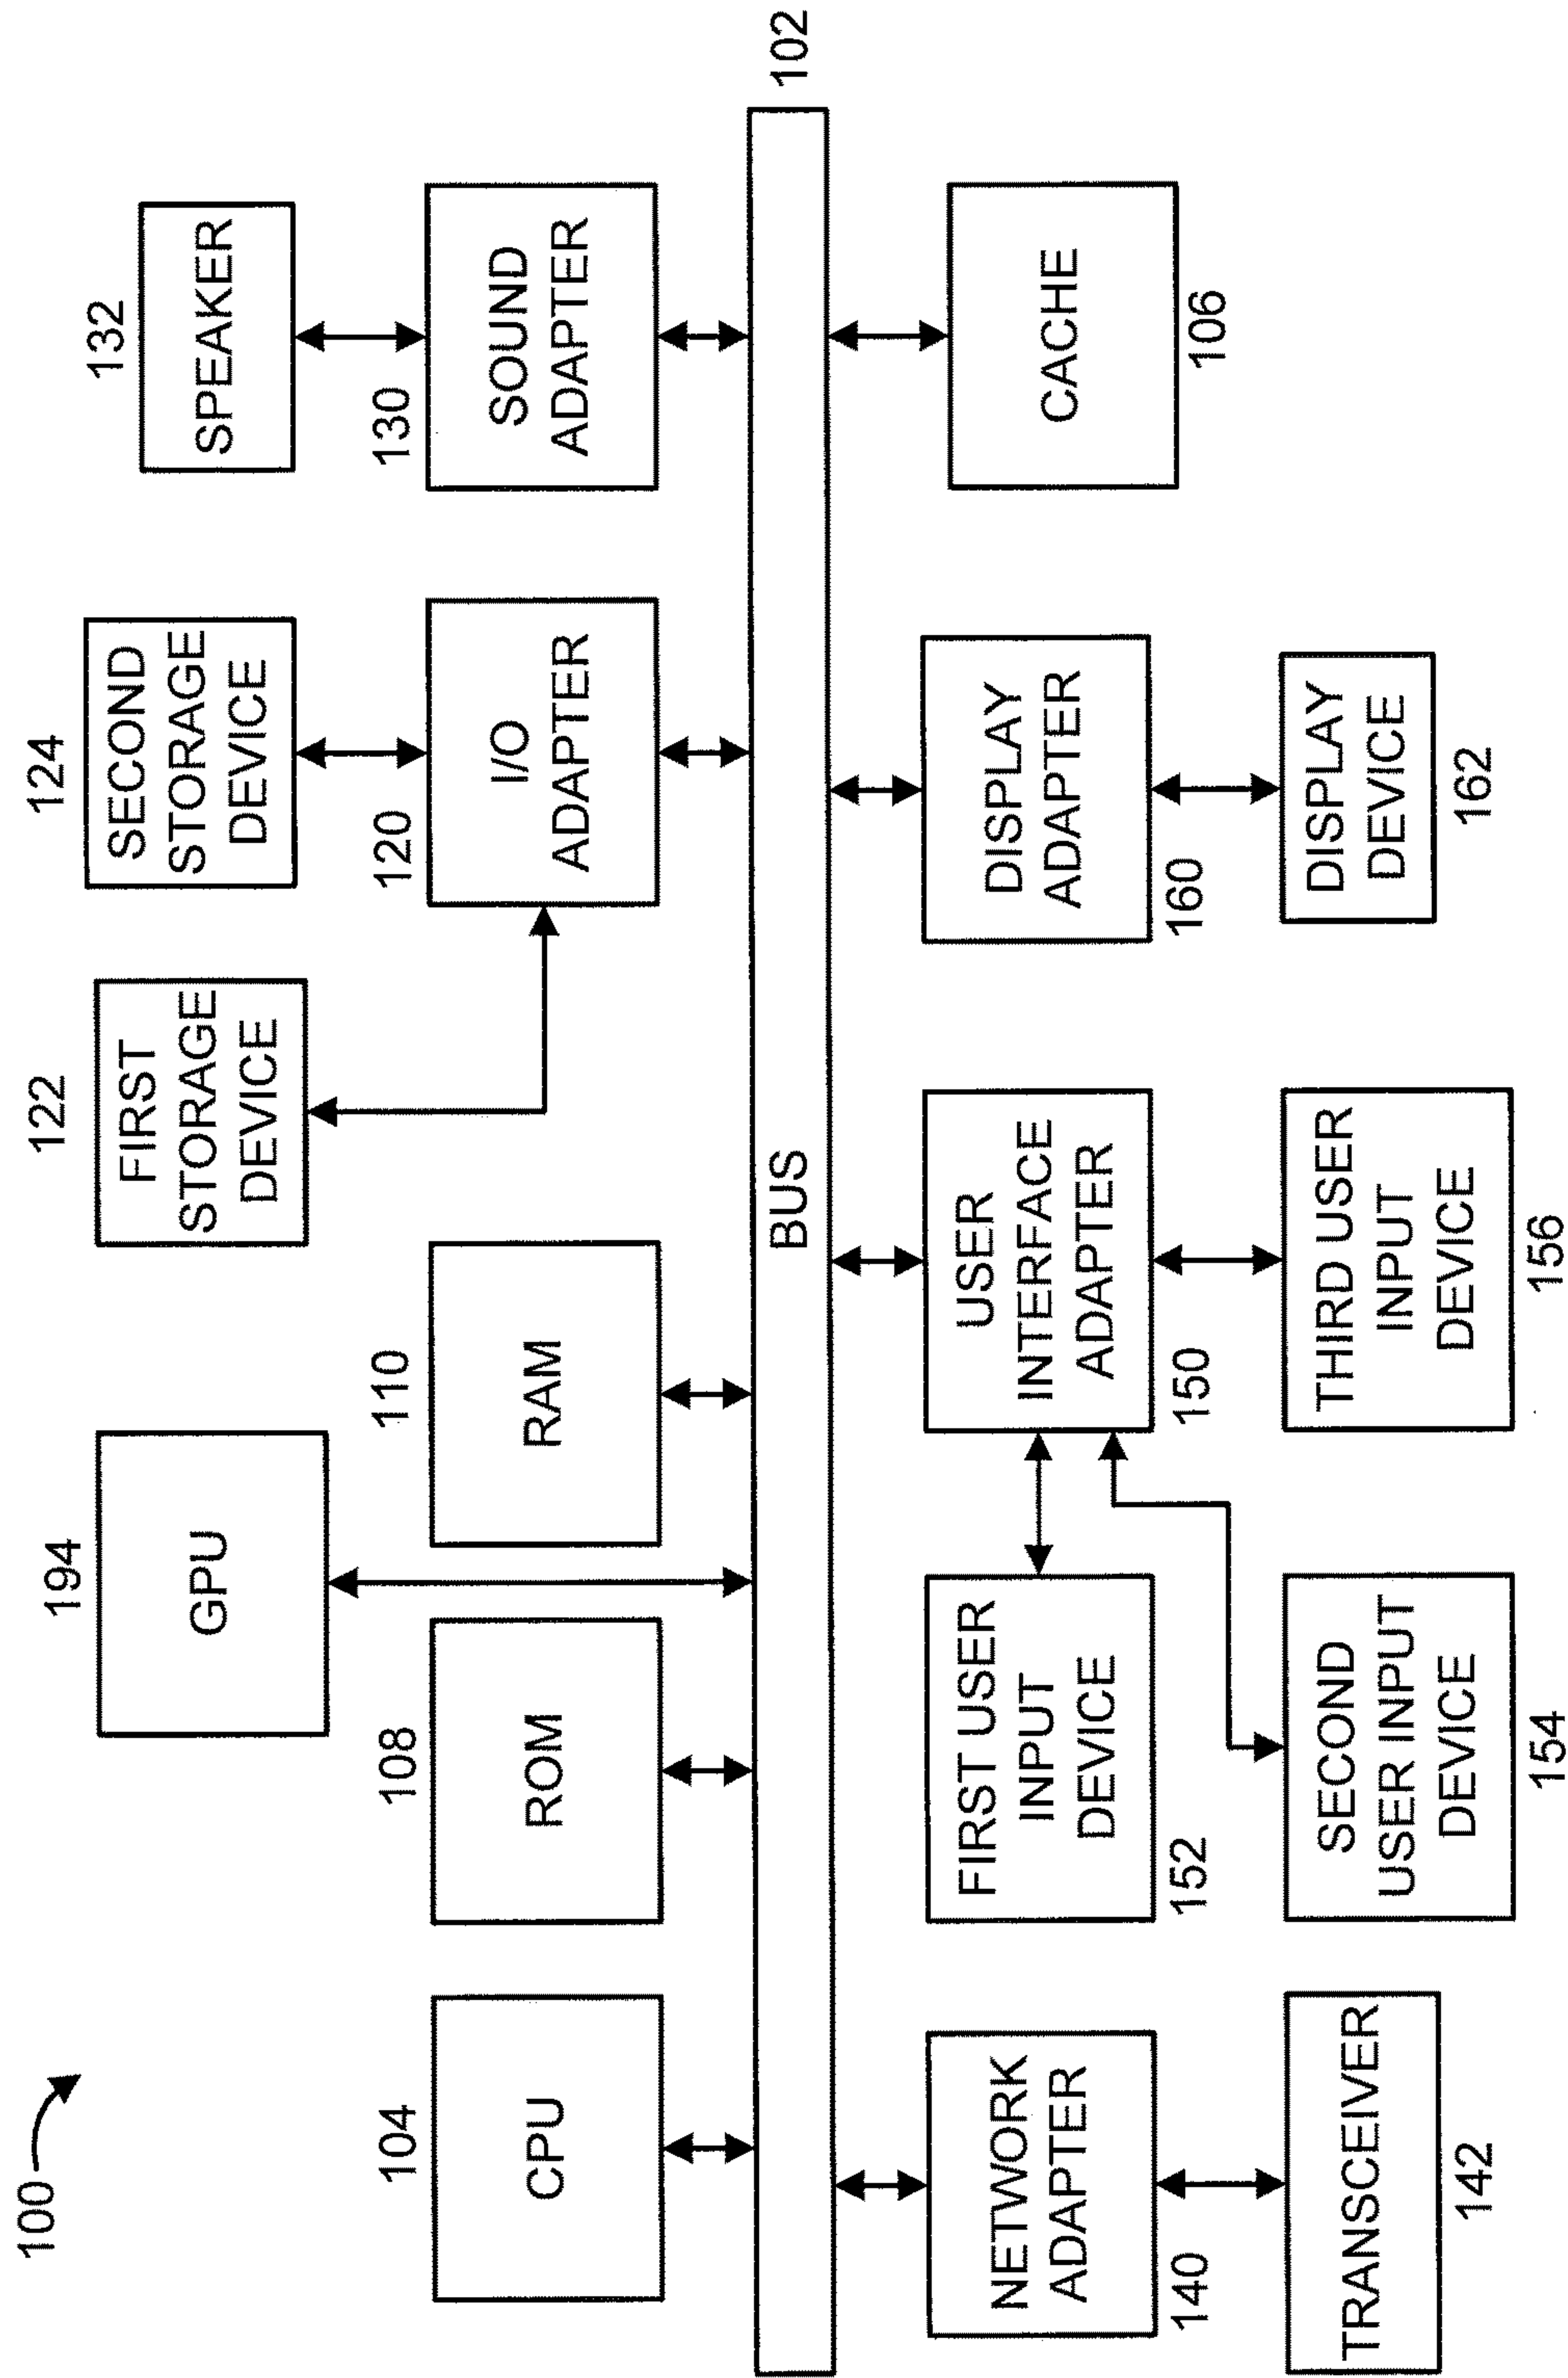 100
194
GPU
122
FIRST
STORAGE
DEVICE
124
SECOND
STORAGE
DEVICE
132
SPEAKER
104
CPU
108
ROM
110
RAM
120
I/O
ADAPTER
130
SOUND
ADAPTER
BUS
102
NETWORK
ADAPTER
140
FIRST USER
INPUT
DEVICE
152
USER
INTERFACE
ADAPTER
150
DISPLAY
ADAPTER
160
CACHE
106
TRANSCEIVER
142
SECOND
USER INPUT
DEVICE
154
THIRD USER
INPUT
DEVICE
156
DISPLAY
DEVICE
162